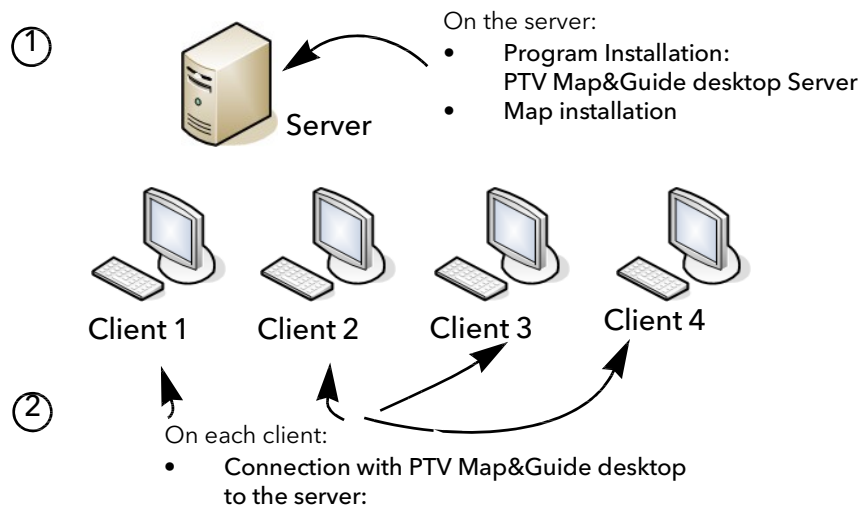 1
On the server:
• Program Installation:
PTV Map&Guide desktop Server
• Map installation
Server
Client 1
Client 2
Client 3
Client 4
2
On each client:
• Connection with PTV Map&Guide desktop
to the server: